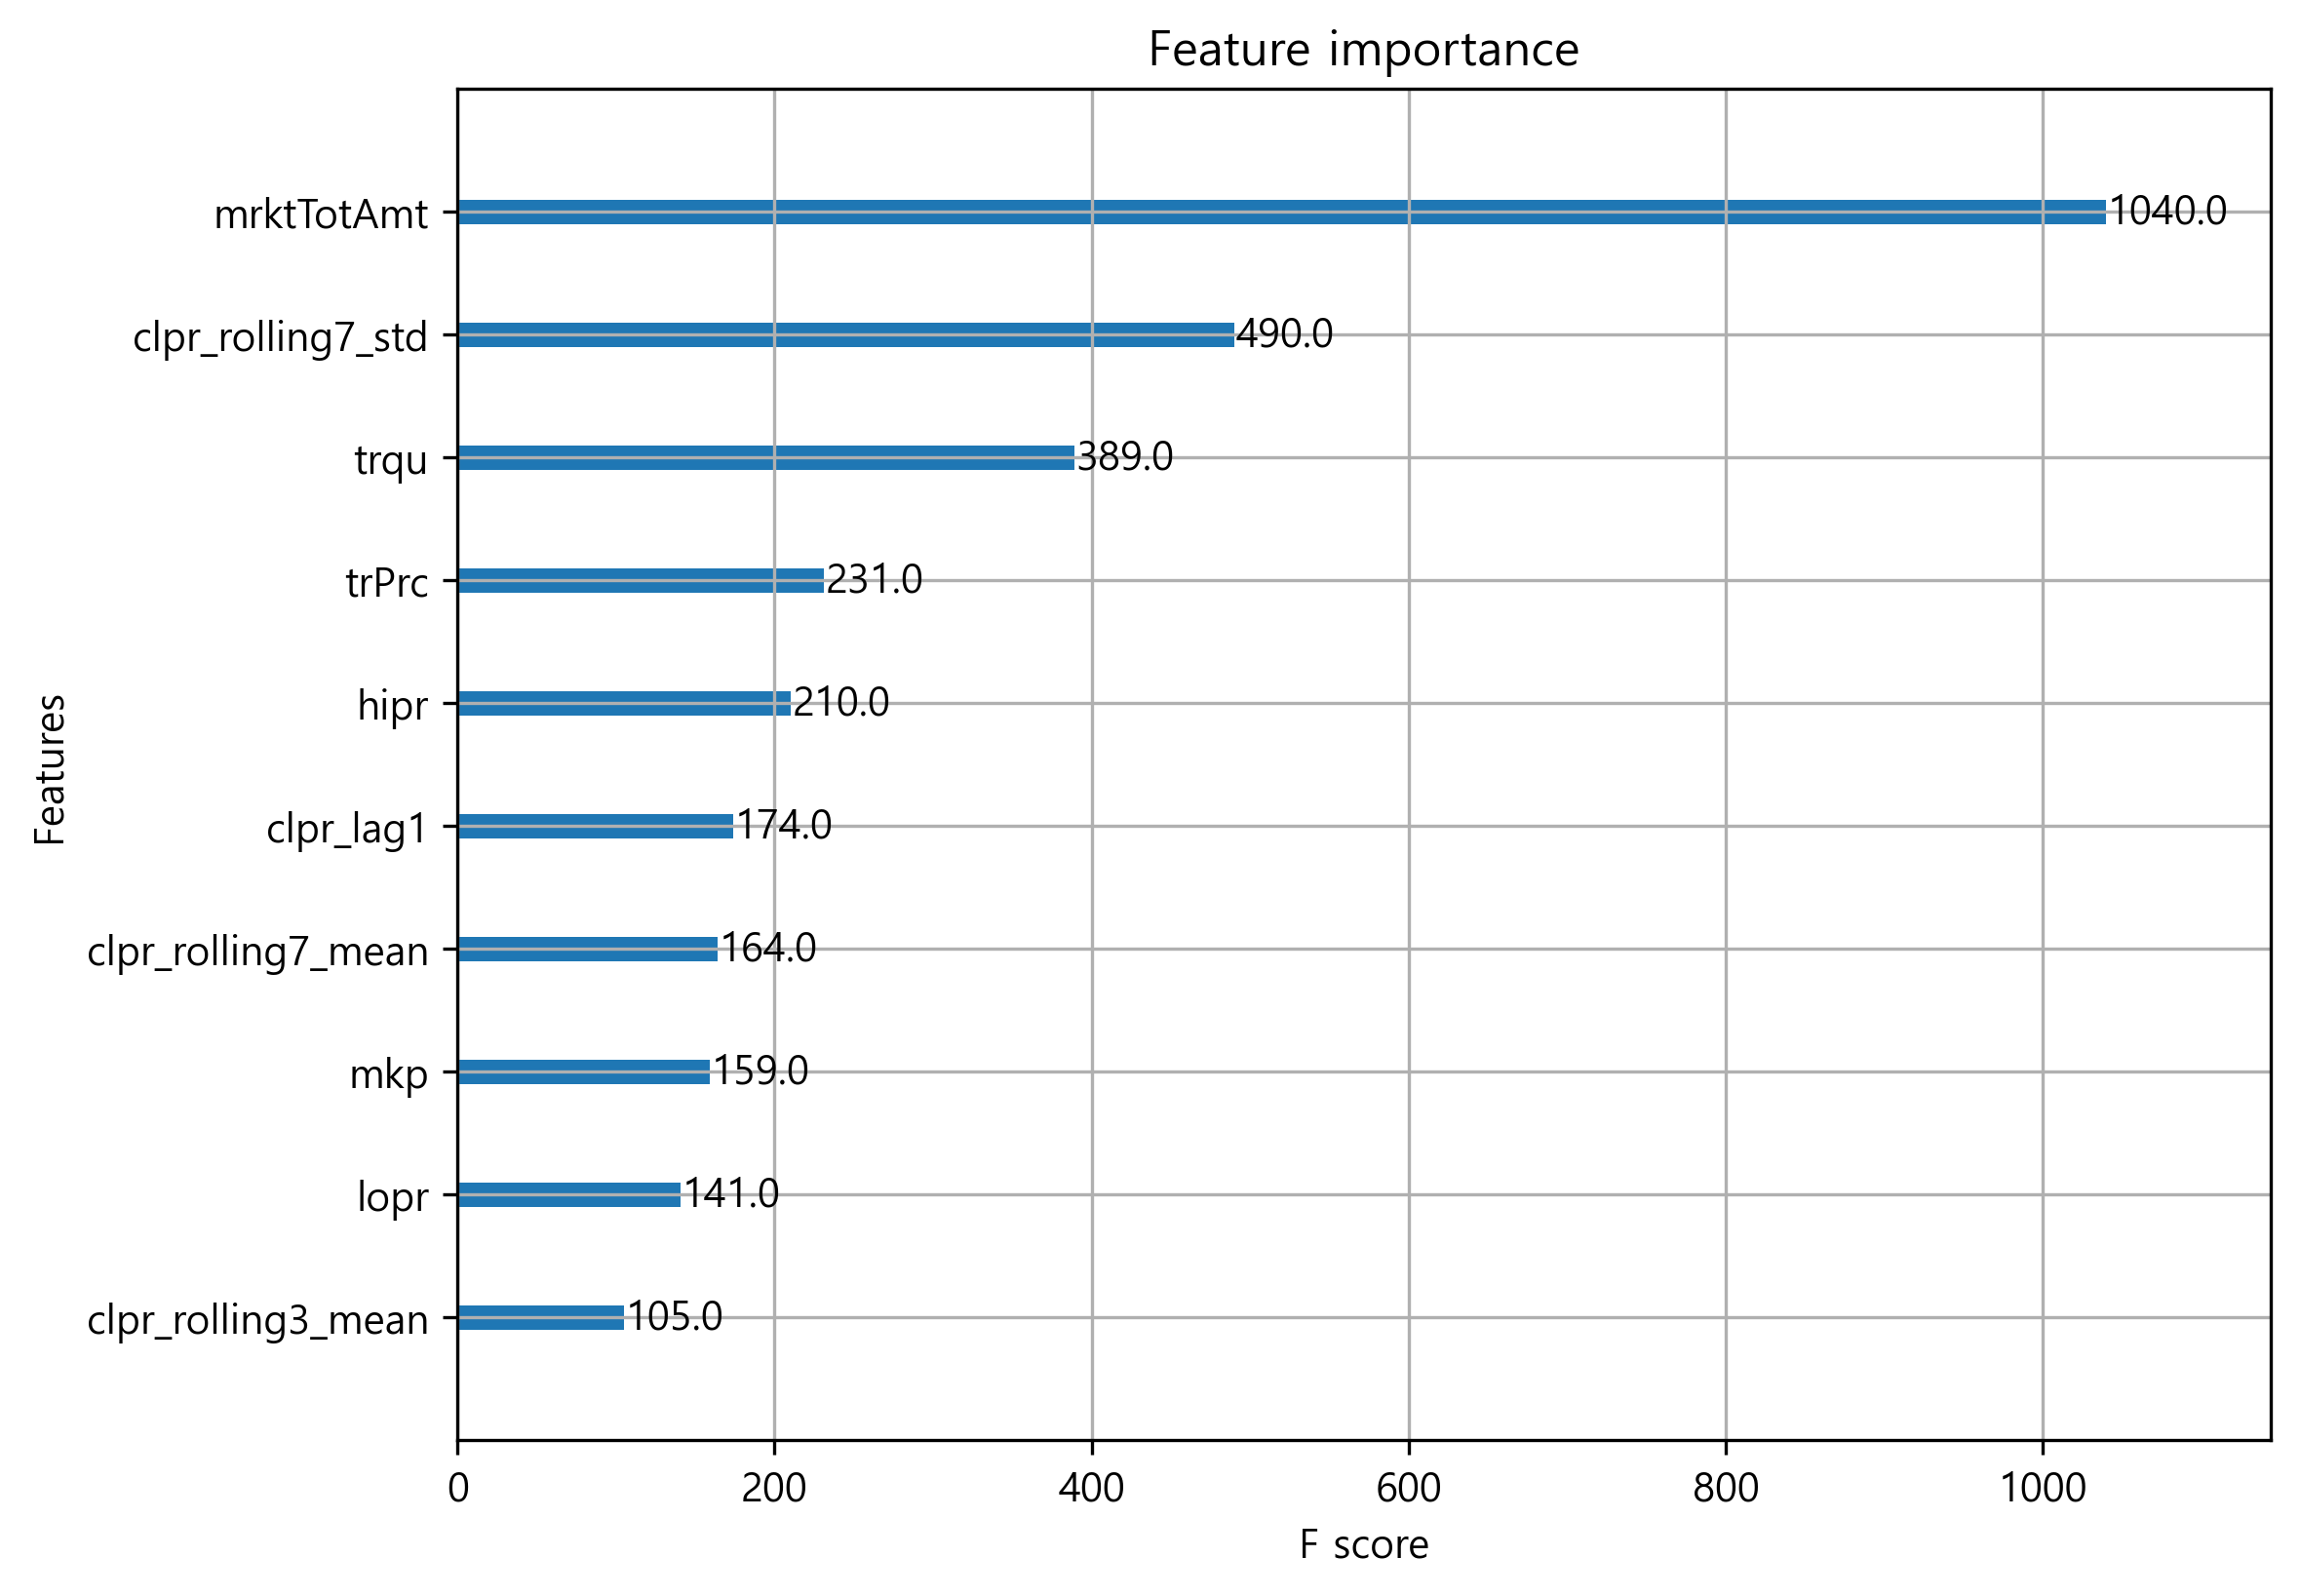 Feature importance
Features
mrktTotAmt 1040.0
clpr_rolling7_std 490.0
trqu 389.0
trPrc 231.0
hipr 210.0
clpr_lag1 174.0
clpr_rolling7_mean 164.0
mkp 159.0
lopr 141.0
clpr_rolling3_mean 105.0
0 200 400 600 800 1000
F score